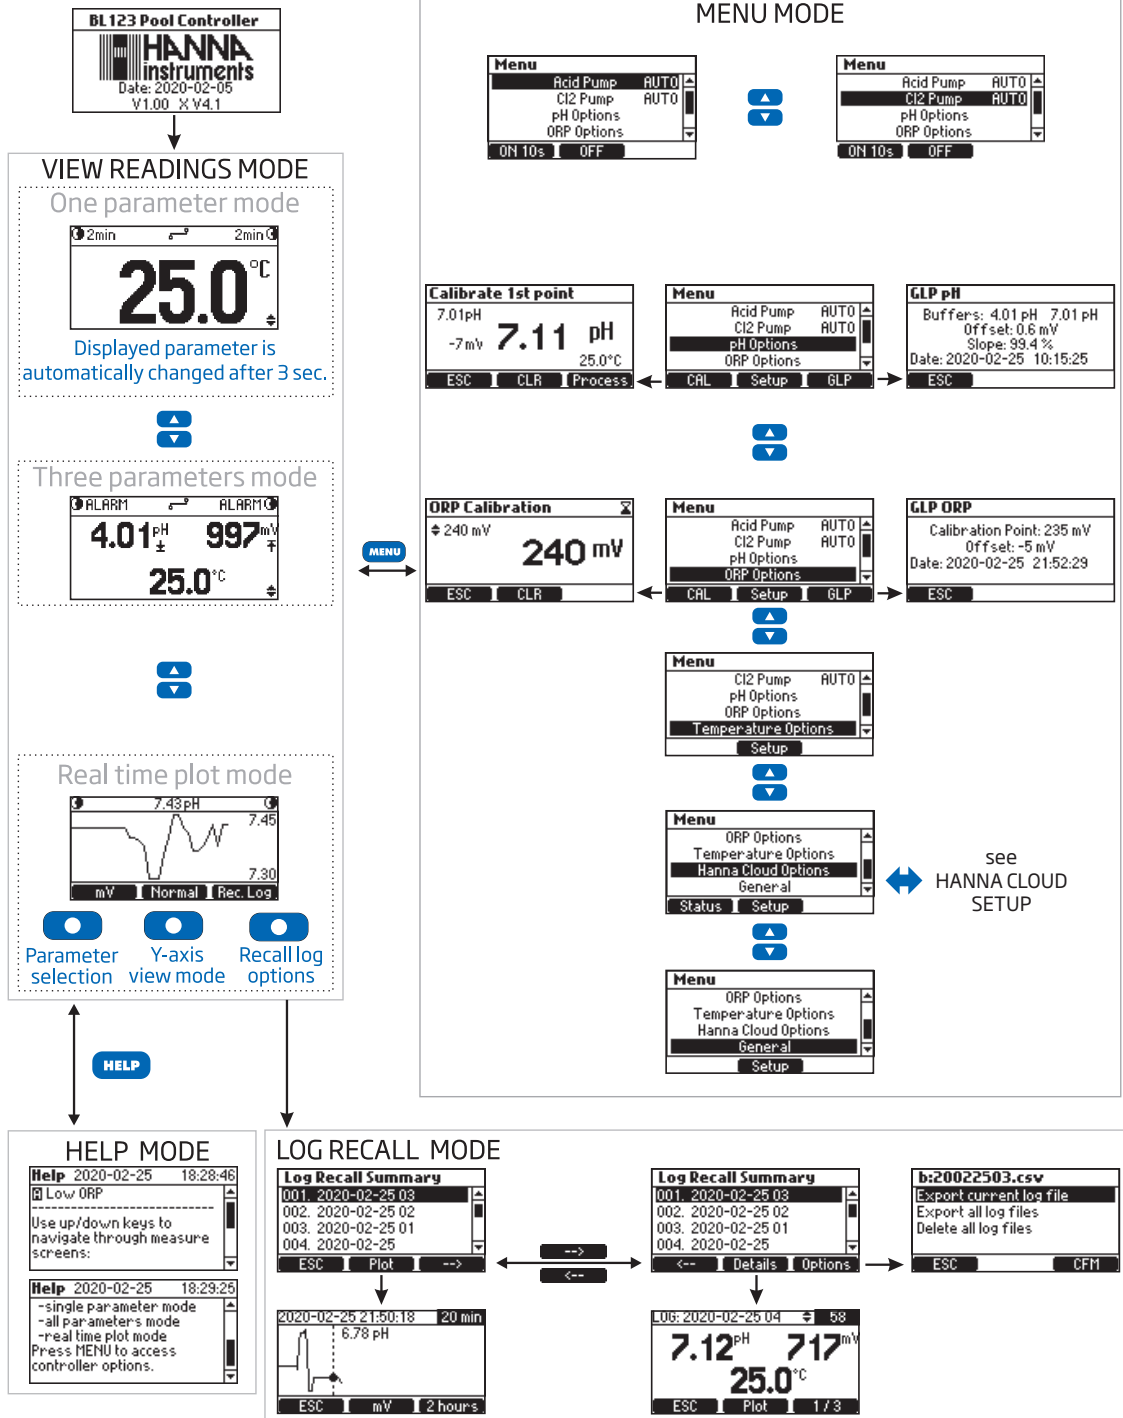 BL123 Pool Controller
HANNA
instruments
Date: 2020-02-05
V1.00 X V4.1
VIEW READINGS MODE
One parameter mode
2min 2min
25.0°C
Displayed parameter is
automatically changed after 3 sec.
Three parameters mode
ALARM ALARM
4.01 pH 997 mV
25.0°C
Real time plot mode
7.43 pH
7.45
7.30
mV Normal Rec. Log
Parameter selection
Y-axis view mode
Recall log options
MENU
HELP
MENU MODE
Menu
Acid Pump AUTO
Cl2 Pump AUTO
pH Options
ORP Options
ON 10s OFF
Menu
Acid Pump AUTO
Cl2 Pump AUTO
pH Options
ORP Options
ON 10s OFF
Calibrate 1st point
7.01pH
-7mV 7.11 pH
25.0°C
ESC CLR Process
Menu
Acid Pump AUTO
Cl2 Pump AUTO
pH Options
ORP Options
CAL Setup GLP
GLP pH
Buffers: 4.01 pH 7.01 pH
Offset: 0.6 mV
Slope: 99.4 %
Date: 2020-02-25 10:15:25
ESC
ORP Calibration
240 mV
240 mV
ESC CLR
Menu
Acid Pump AUTO
Cl2 Pump AUTO
pH Options
ORP Options
CAL Setup GLP
GLP ORP
Calibration Point: 235 mV
Offset: -5 mV
Date: 2020-02-25 21:52:29
ESC
Menu
Cl2 Pump AUTO
pH Options
ORP Options
Temperature Options
Setup
Menu
ORP Options
Temperature Options
Hanna Cloud Options
General
Status Setup
see
HANNA CLOUD
SETUP
Menu
ORP Options
Temperature Options
Hanna Cloud Options
General
Setup
HELP MODE
Help 2020-02-25 18:28:46
Low ORP
------------------------------
Use up/down keys to
navigate through measure
screens:
Help 2020-02-25 18:29:25
-single parameter mode
-all parameters mode
-real time plot mode
Press MENU to access
controller options.
LOG RECALL MODE
Log Recall Summary
001. 2020-02-25 03
002. 2020-02-25 02
003. 2020-02-25 01
004. 2020-02-25
ESC Plot -->
-->
<--
Log Recall Summary
001. 2020-02-25 03
002. 2020-02-25 02
003. 2020-02-25 01
004. 2020-02-25
<-- Details Options
b:20022503.csv
Export current log file
Export all log files
Delete all log files
ESC CFM
2020-02-25 21:50:18 20 min
6.78 pH
ESC mV 2 hours
LOG: 2020-02-25 04 58
7.12 pH 717 mV
25.0°C
ESC Plot 1/3